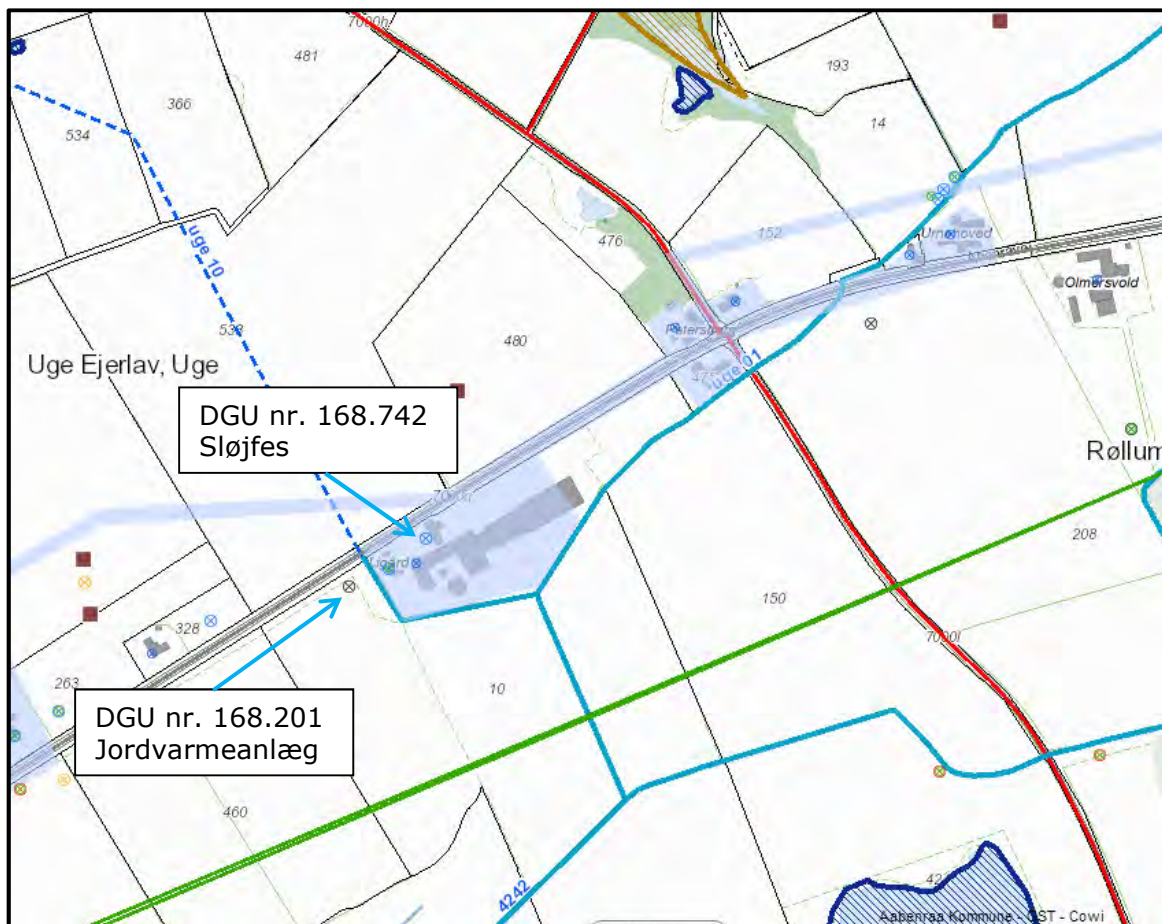 7000h
481
193
366
14
534
uge 10
476
152
Urnehoved
Olmersvold
533
480
Petersborg
475
uge 01
Uge Ejerlav, Uge
DGU nr. 168.742
Sløjfes
Røllum
208
Ligård
150
328
7000l
10
263
DGU nr. 168.201
Jordvarmeanlæg
460
4242
Aabenraa Kommune - GST - Cowi